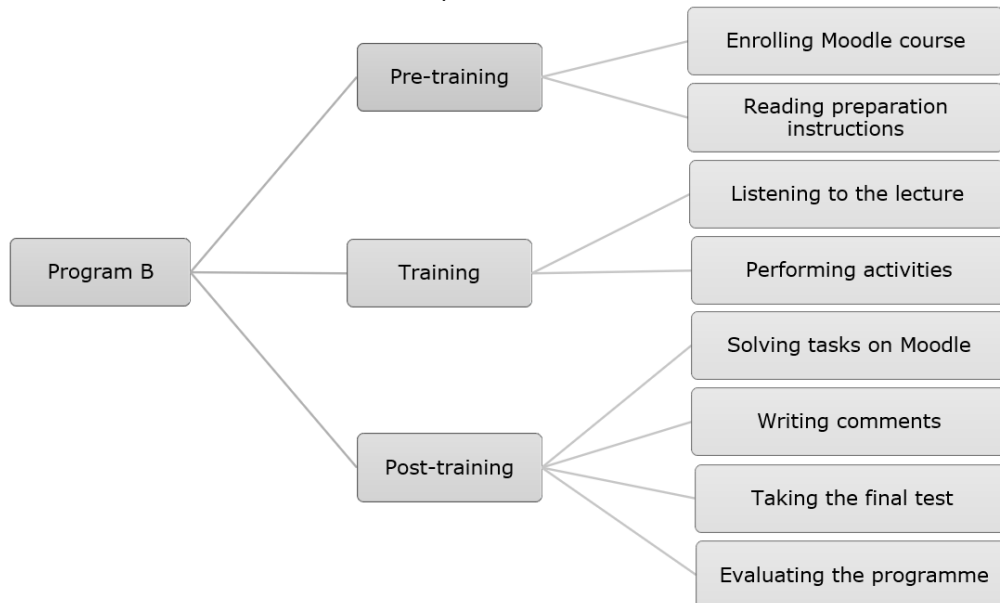 Program B
Pre-training
Enrolling Moodle course
Reading preparation
instructions
Training
Listening to the lecture
Performing activities
Post-training
Solving tasks on Moodle
Writing comments
Taking the final test
Evaluating the programme